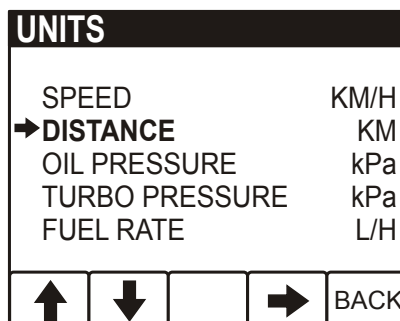 UNITS
SPEED KM/H
DISTANCE KM
OIL PRESSURE kPa
TURBO PRESSURE kPa
FUEL RATE L/H
BACK